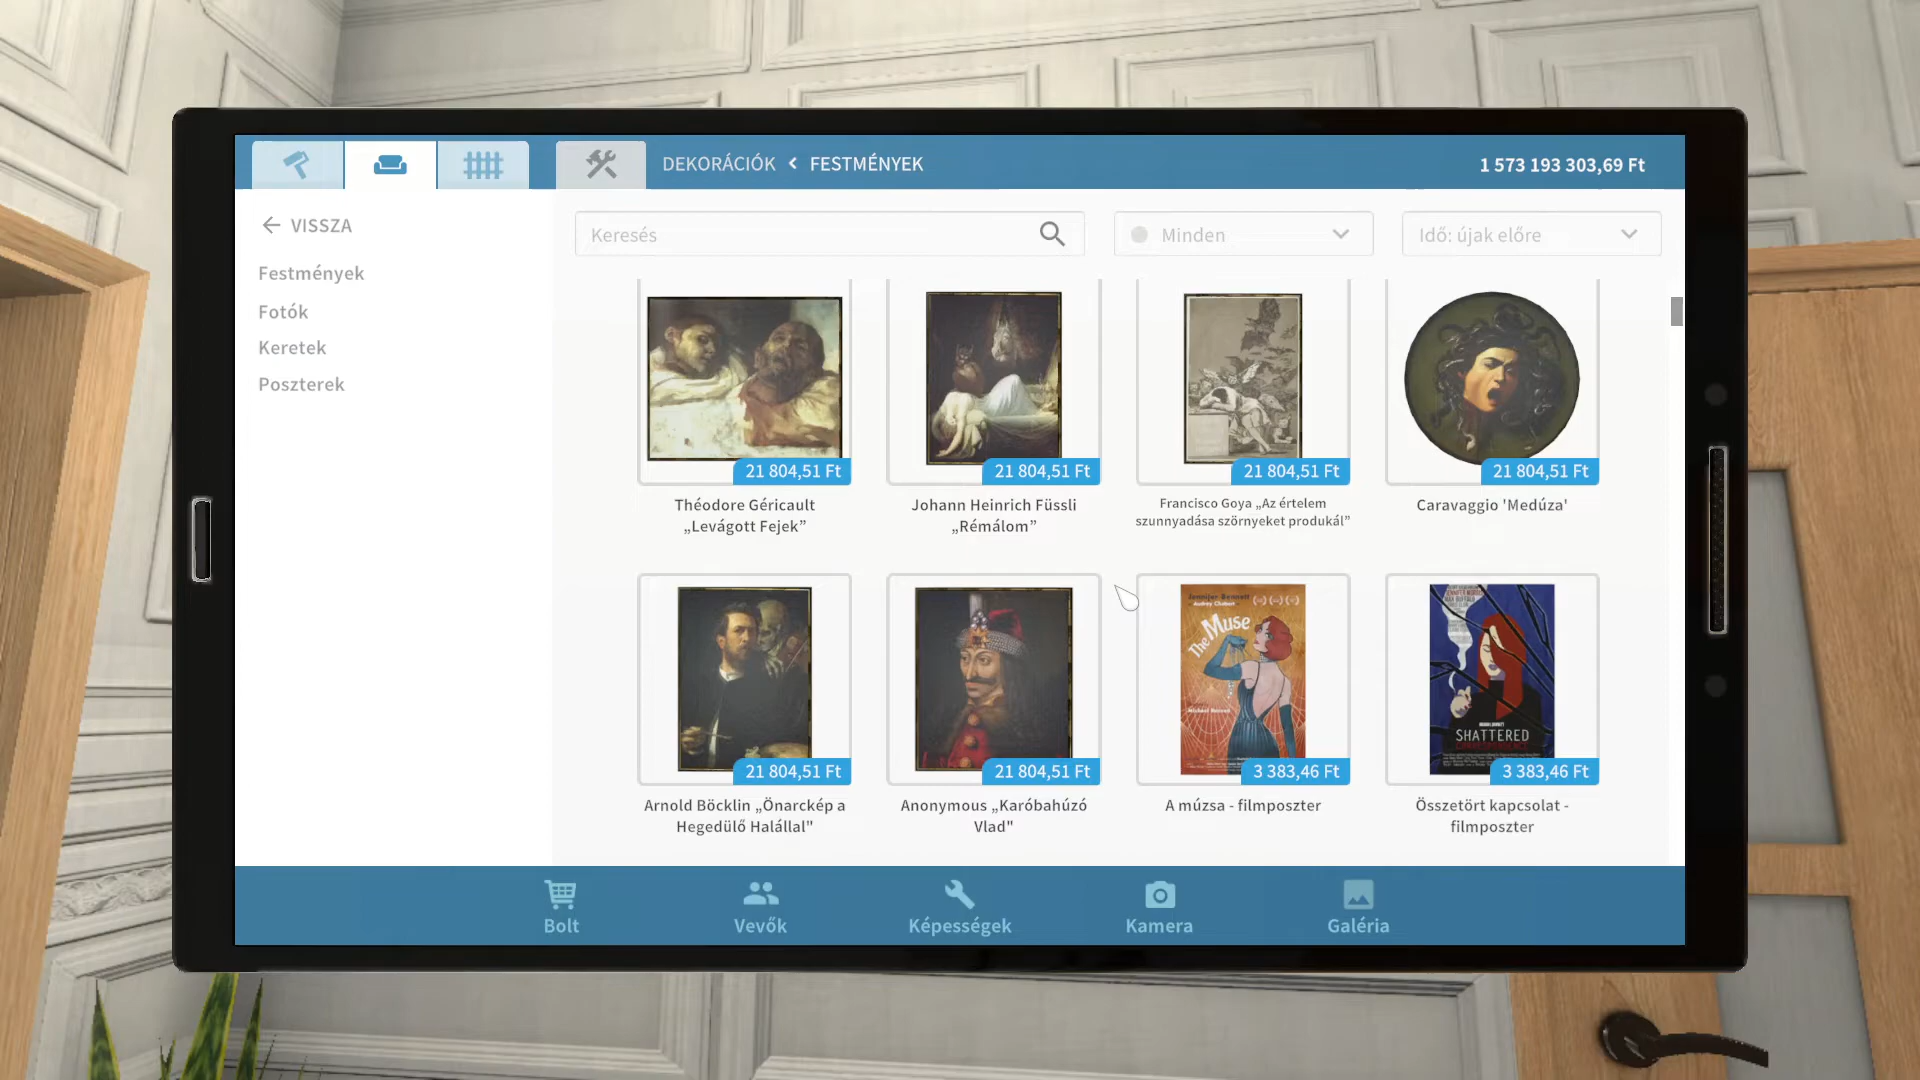 DEKORÁCIÓK < FESTMÉNYEK
1 573 193 303,69 Ft
VISSZA
Festmények
Fotók
Keretek
Poszterek
Keresés
Minden
Idő: újak előre
21 804,51 Ft
21 804,51 Ft
21 804,51 Ft
21 804,51 Ft
Théodore Géricault
„Levágott Fejek”
Johann Heinrich Füssli
„Rémálom”
Francisco Goya „Az értelem
szunnyadása szörnyeket produkál”
Caravaggio 'Medúza'
Jennifer Bennett
The Muse
SHATTERED
21 804,51 Ft
21 804,51 Ft
3 383,46 Ft
3 383,46 Ft
Arnold Böcklin „Önarckép a
Hegedülő Halállal"
Anonymous „Karóbahúzó
Vlad"
A múzsa - filmposzter
Összetört kapcsolat -
filmposzter
Bolt
Vevők
Képességek
Kamera
Galéria